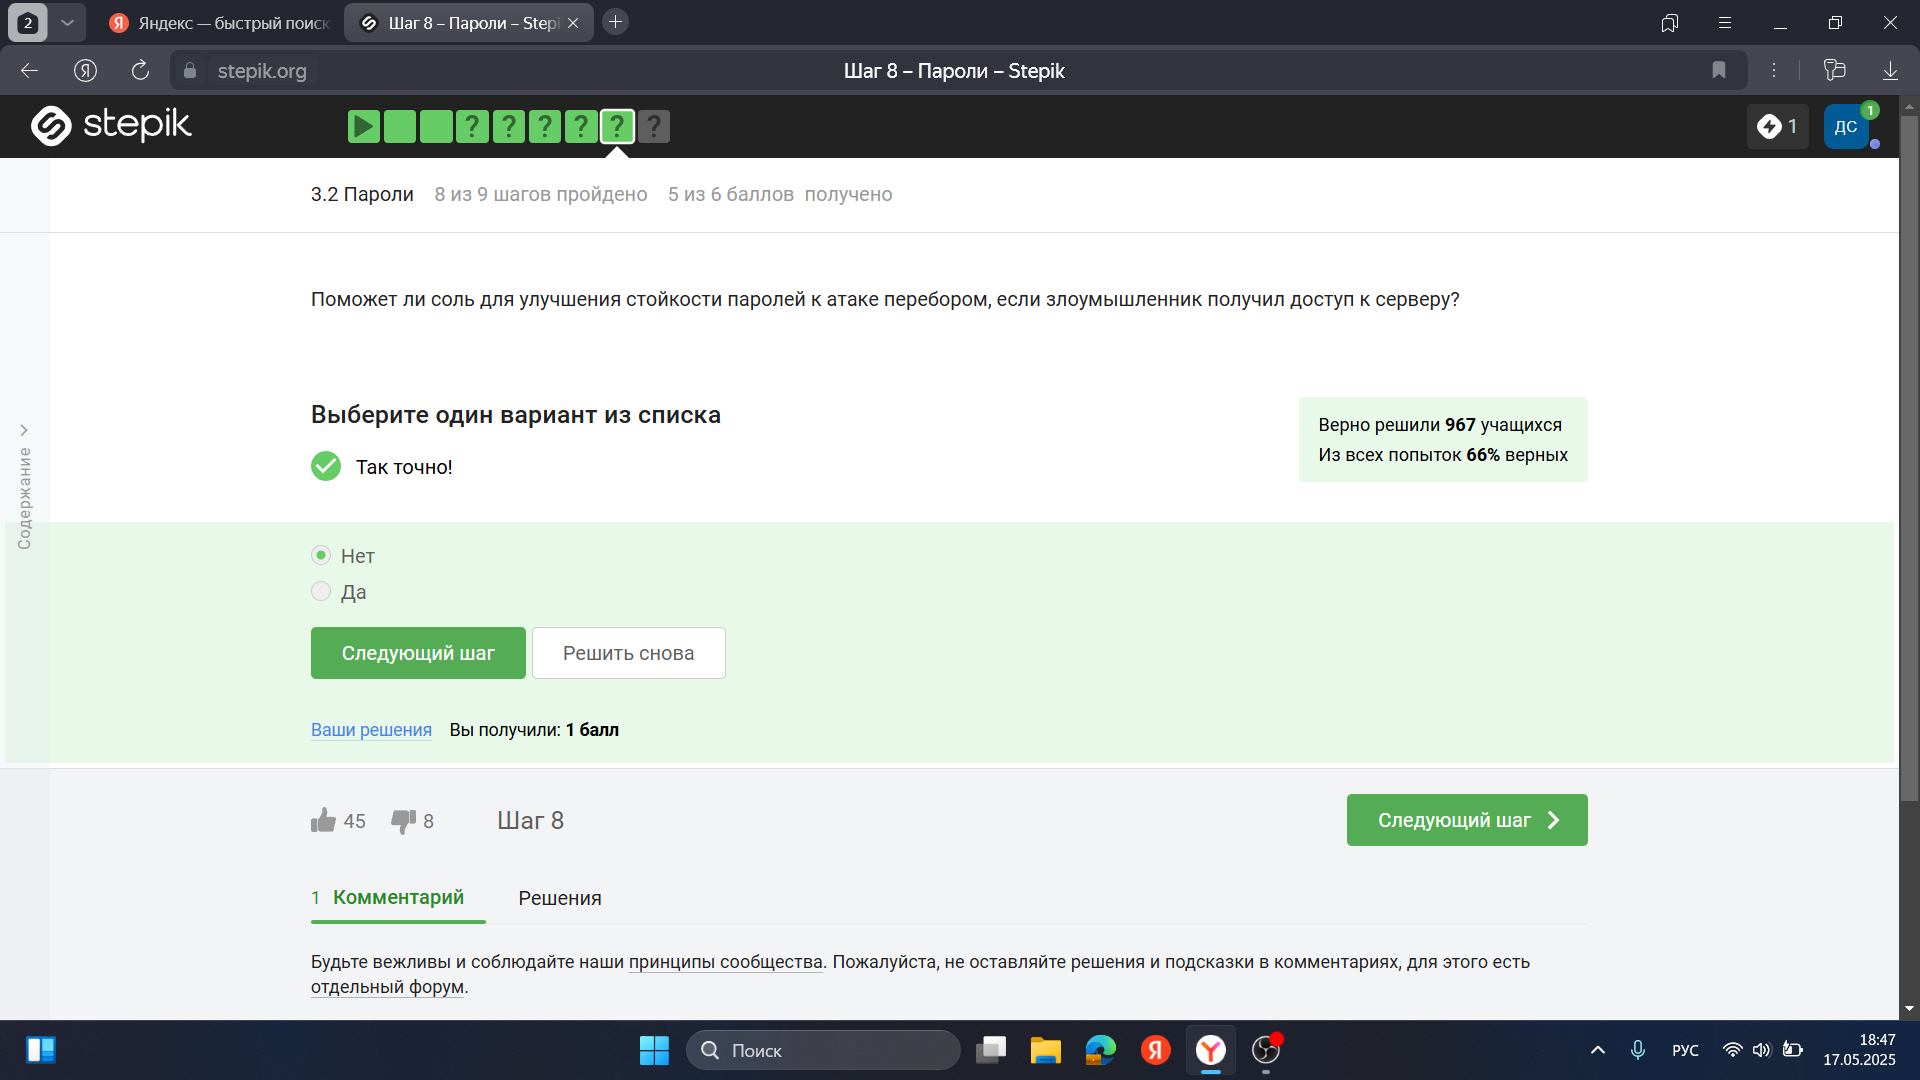 2
Яндекс — быстрый поиск
Шаг 8 – Пароли – Stepi
stepik.org
Шаг 8 – Пароли – Stepik
stepik
? ? ? ? ? ?
1
ДС
1
3.2 Пароли 8 из 9 шагов пройдено 5 из 6 баллов получено
Содержание
Поможет ли соль для улучшения стойкости паролей к атаке перебором, если злоумышленник получил доступ к серверу?
Выберите один вариант из списка
Верно решили 967 учащихся
Из всех попыток 66% верных
Так точно!
Нет
Да
Следующий шаг
Решить снова
Ваши решения Вы получили: 1 балл
45
8
Шаг 8
Следующий шаг
1 Комментарий
Решения
Будьте вежливы и соблюдайте наши принципы сообщества. Пожалуйста, не оставляйте решения и подсказки в комментариях, для этого есть
отдельный форум.
Поиск
РУС
18:47
17.05.2025